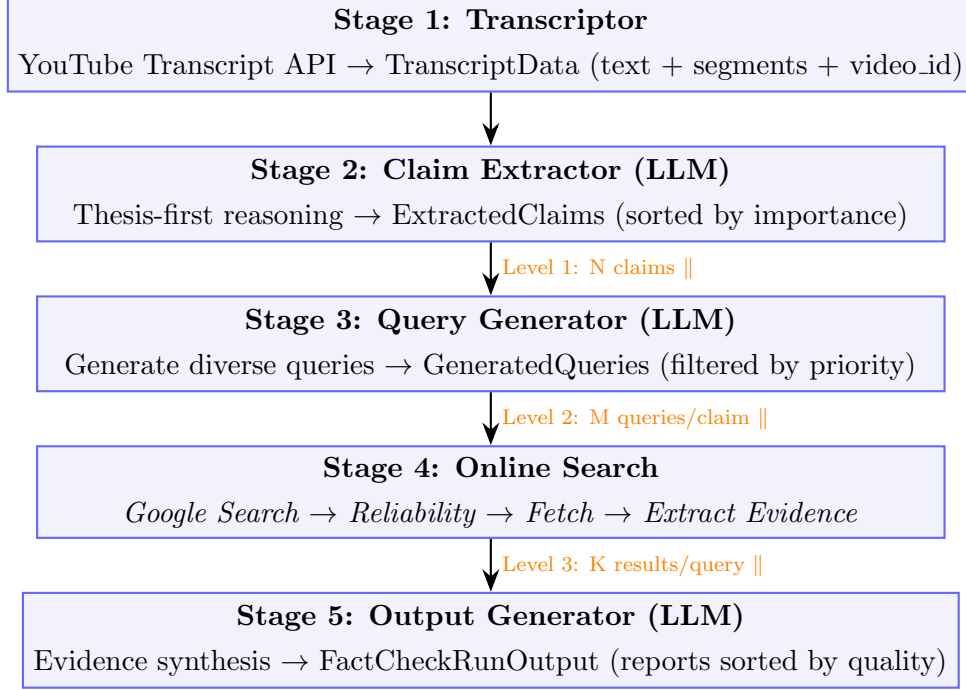 Stage 1: Transcriptor
YouTube Transcript API → TranscriptData (text + segments + video_id)
Stage 2: Claim Extractor (LLM)
Thesis-first reasoning → ExtractedClaims (sorted by importance)
Level 1: N claims ∥
Stage 3: Query Generator (LLM)
Generate diverse queries → GeneratedQueries (filtered by priority)
Level 2: M queries/claim ∥
Stage 4: Online Search
Google Search → Reliability → Fetch → Extract Evidence
Level 3: K results/query ∥
Stage 5: Output Generator (LLM)
Evidence synthesis → FactCheckRunOutput (reports sorted by quality)